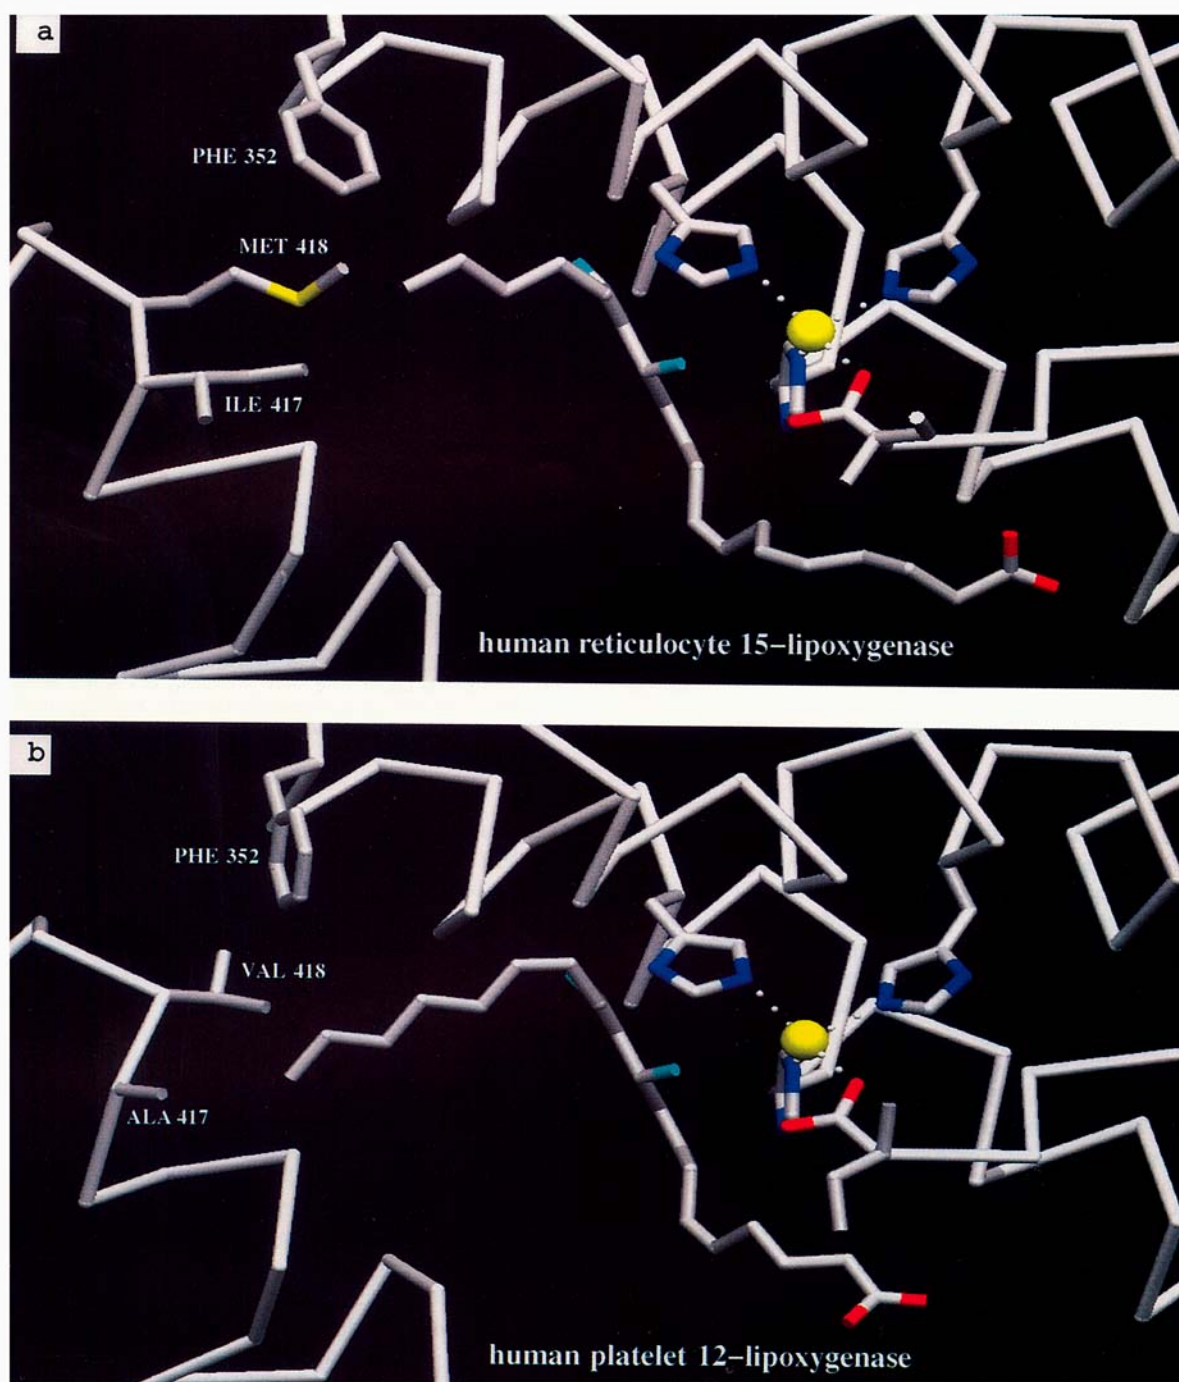 a
PHE 352
MET 418
ILE 417
human reticulocyte 15–lipoxygenase
b
PHE 352
VAL 418
ALA 417
human platelet 12–lipoxygenase